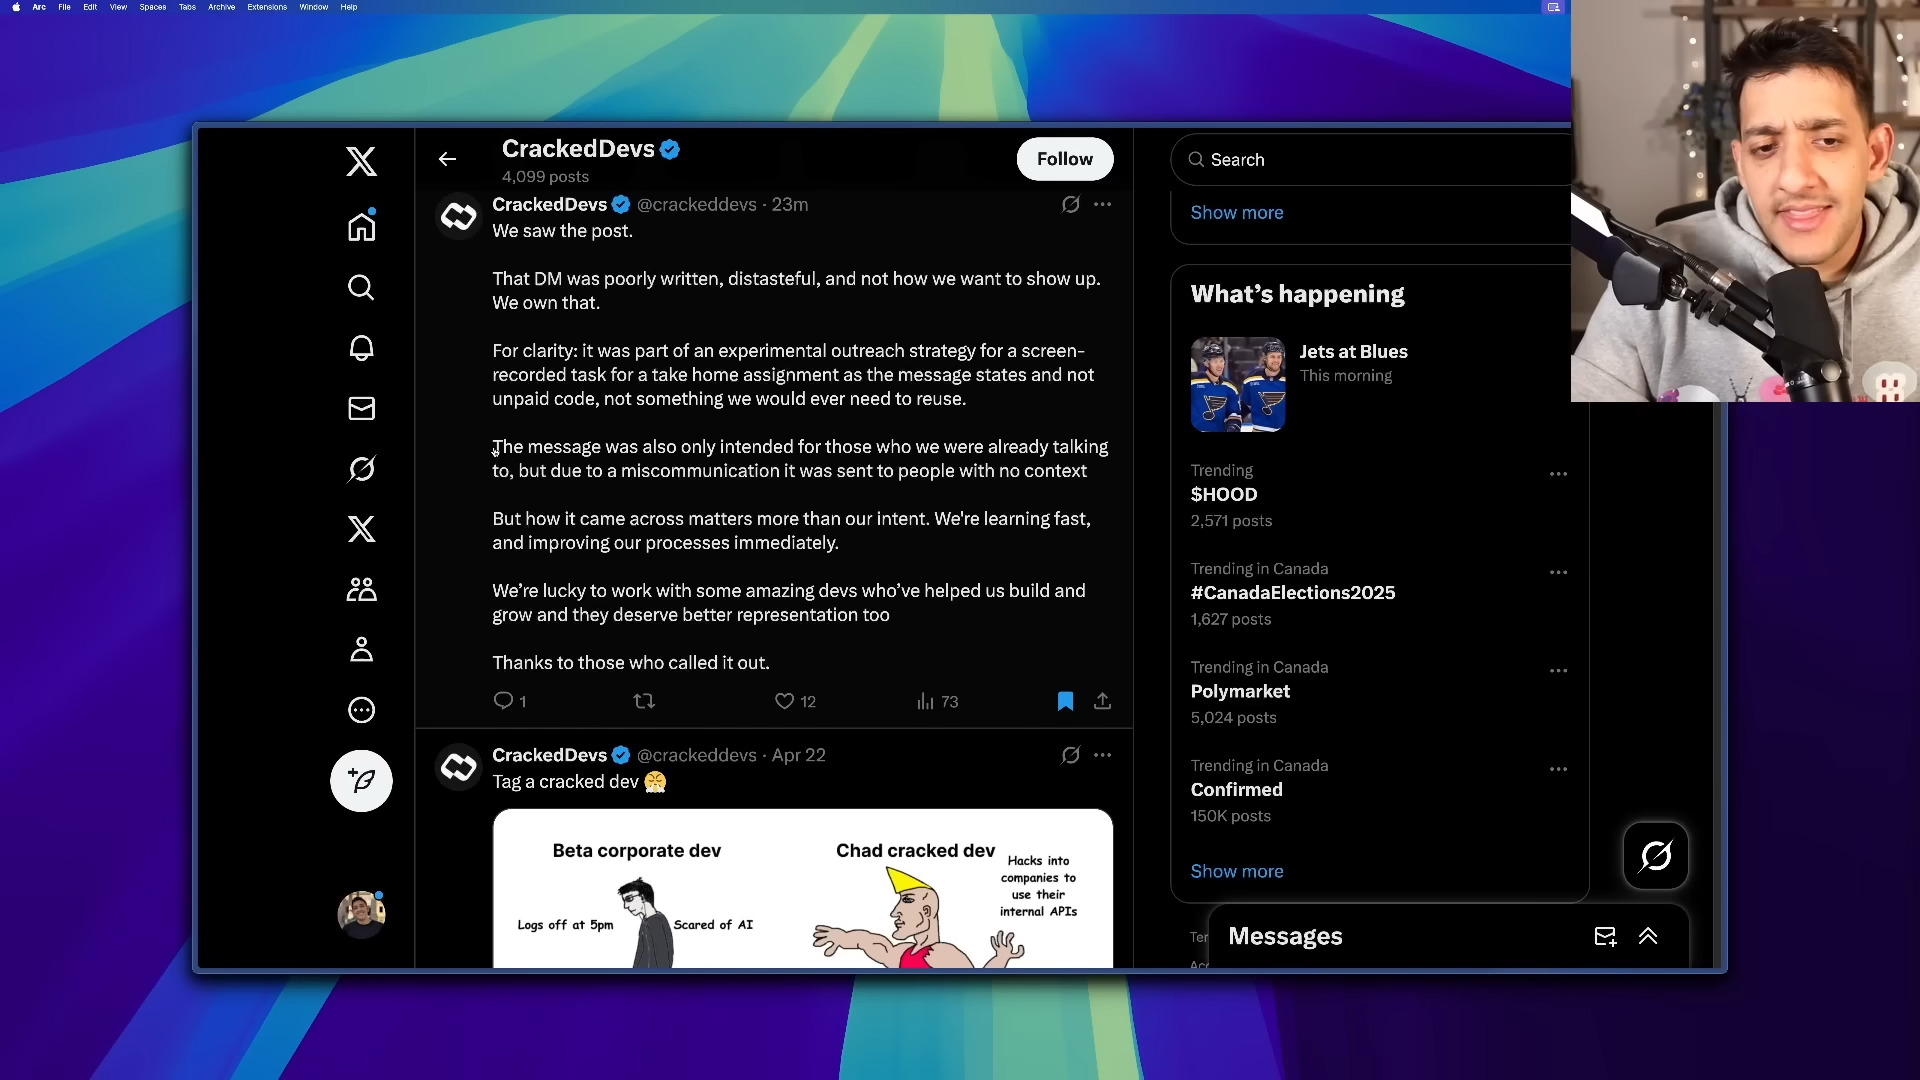 Arc File Edit View Spaces Tabs Archive Extensions Window Help
CrackedDevs
4,099 posts
Follow
CrackedDevs @crackeddevs · 23m
We saw the post.
That DM was poorly written, distasteful, and not how we want to show up.
We own that.
For clarity: it was part of an experimental outreach strategy for a screen-
recorded task for a take home assignment as the message states and not
unpaid code, not something we would ever need to reuse.
The message was also only intended for those who we were already talking
to, but due to a miscommunication it was sent to people with no context
But how it came across matters more than our intent. We're learning fast,
and improving our processes immediately.
We’re lucky to work with some amazing devs who’ve helped us build and
grow and they deserve better representation too
Thanks to those who called it out.
1 12 73
CrackedDevs @crackeddevs · Apr 22
Tag a cracked dev
Beta corporate dev
Logs off at 5pm
Scared of AI
Chad cracked dev
Hacks into
companies to
use their
internal APIs
Search
Show more
What’s happening
Jets at Blues
This morning
Trending
$HOOD
2,571 posts
Trending in Canada
#CanadaElections2025
1,627 posts
Trending in Canada
Polymarket
5,024 posts
Trending in Canada
Confirmed
150K posts
Show more
Messages